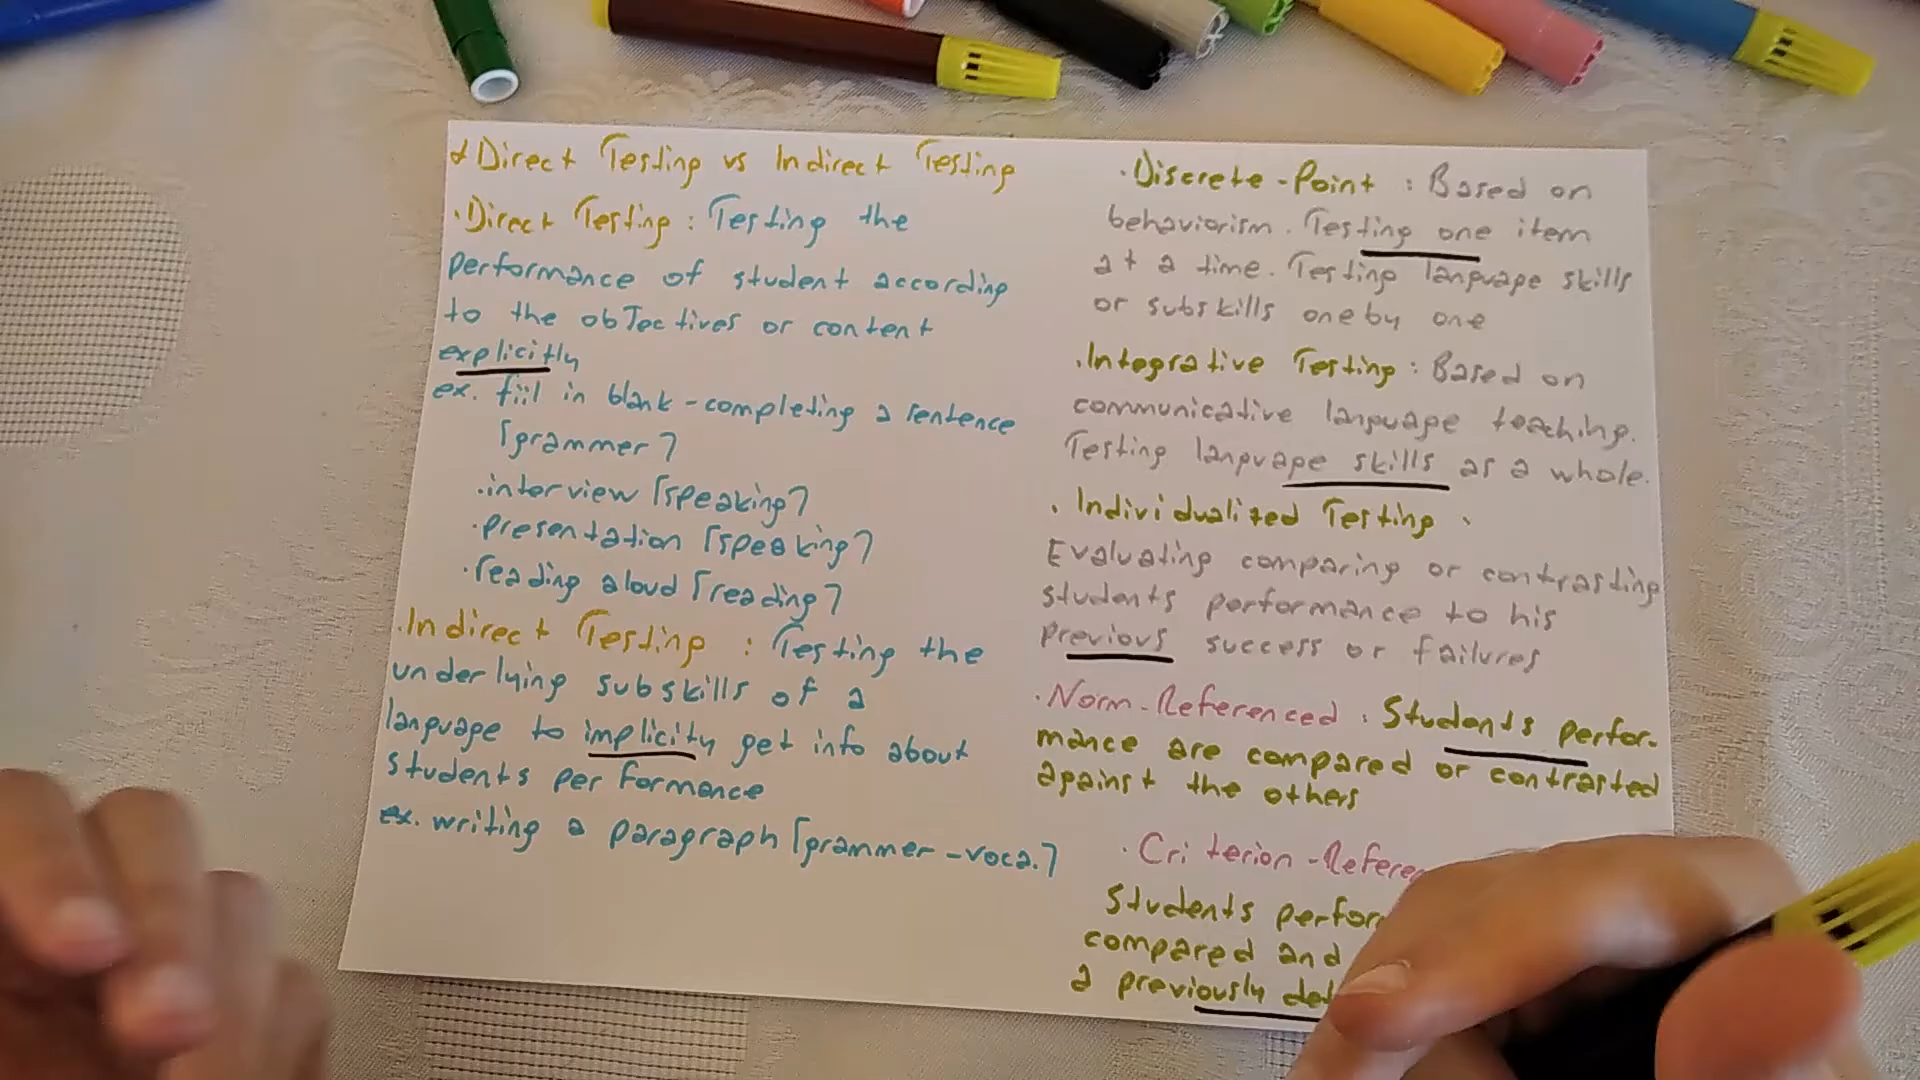 Direct Testing vs Indirect Testing
·Direct Testing : Testing the
performance of student according
to the objectives or content
explicitly
ex. fiil in blank - completing a sentence
[grammer]
·interview [speaking]
·presentation [speaking]
·reading aloud [reading]
·Indirect Testing : Testing the
underlying subskills of a
language to implicity get info about
students performance
ex. writing a paragraph [grammer - voca.]
·Discrete - Point : Based on
behaviorism. Testing one item
at a time. Testing language skills
or subskills one by one
·Integrative Testing : Based on
communicative language teaching.
Testing language skills as a whole.
· Individualized Testing ·
Evaluating comparing or contrasting
students performance to his
previous success or failures
·Norm-Referenced : Students perfor-
mance are compared or contrasted
against the others
·Criterion-Referen
Students perfor
compared and
a previously det